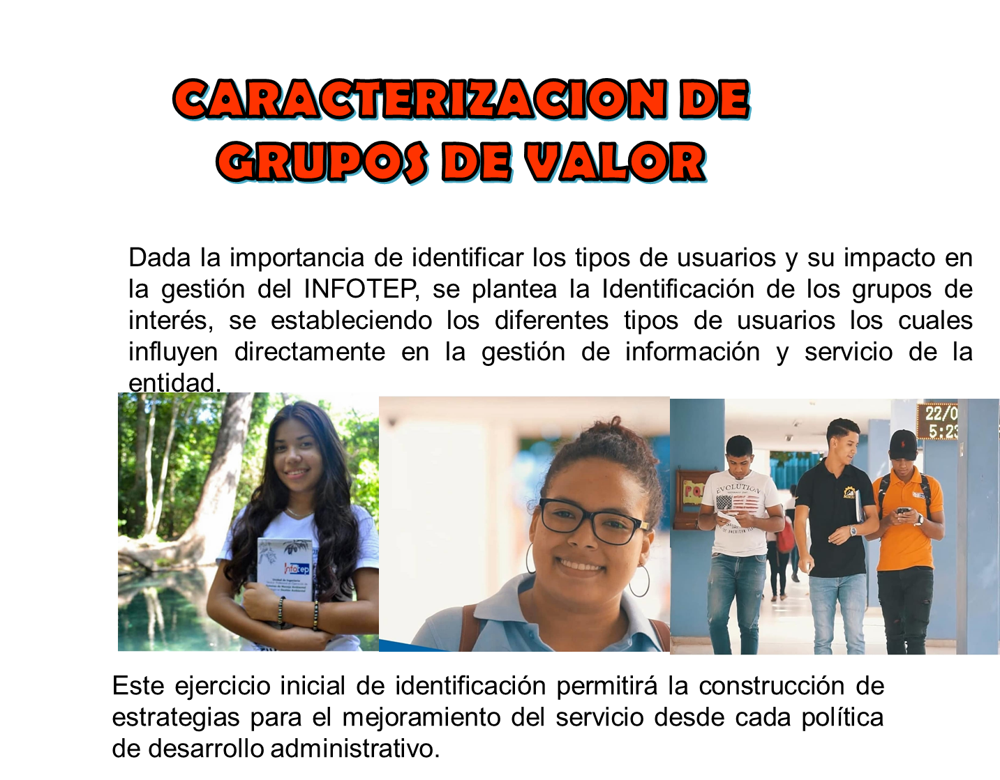 CARACTERIZACION DE
GRUPOS DE VALOR
Dada la importancia de identificar los tipos de usuarios y su impacto en
la gestión del INFOTEP, se plantea la Identificación de los grupos de
interés, se estableciendo los diferentes tipos de usuarios los cuales
influyen directamente en la gestión de información y servicio de la
entidad.
Infotep
Unidad de Ingeniería
EVOLUTION
22/0
5:23
P.Q.
Este ejercicio inicial de identificación permitirá la construcción de
estrategias para el mejoramiento del servicio desde cada política
de desarrollo administrativo.